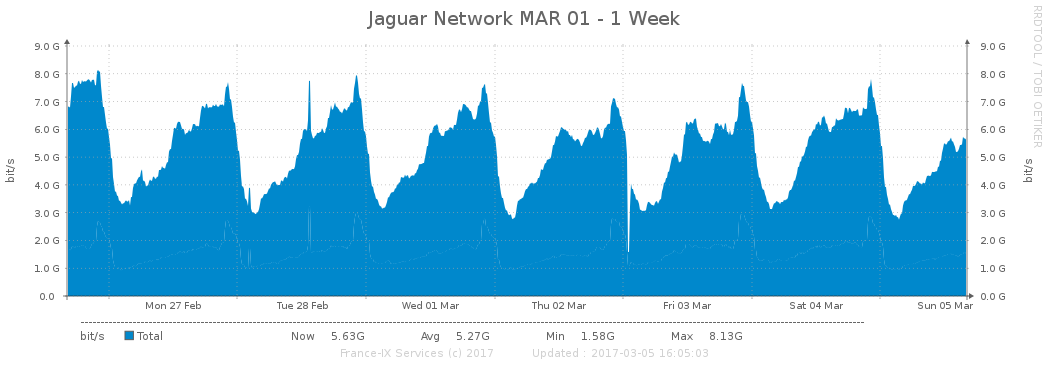 Jaguar Network MAR 01 - 1 Week
RRDTOOL / TOBI OETIKER
9.0 G 9.0 G
8.0 G 8.0 G
7.0 G 7.0 G
6.0 G 6.0 G
5.0 G 5.0 G
4.0 G 4.0 G
3.0 G 3.0 G
2.0 G 2.0 G
1.0 G 1.0 G
0.0 0.0 G
bit/s bit/s
Mon 27 Feb Tue 28 Feb Wed 01 Mar Thu 02 Mar Fri 03 Mar Sat 04 Mar Sun 05 Mar
bit/s Total Now 5.63G Avg 5.27G Min 1.58G Max 8.13G
France-IX Services (c) 2017 Updated : 2017-03-05 16:05:03